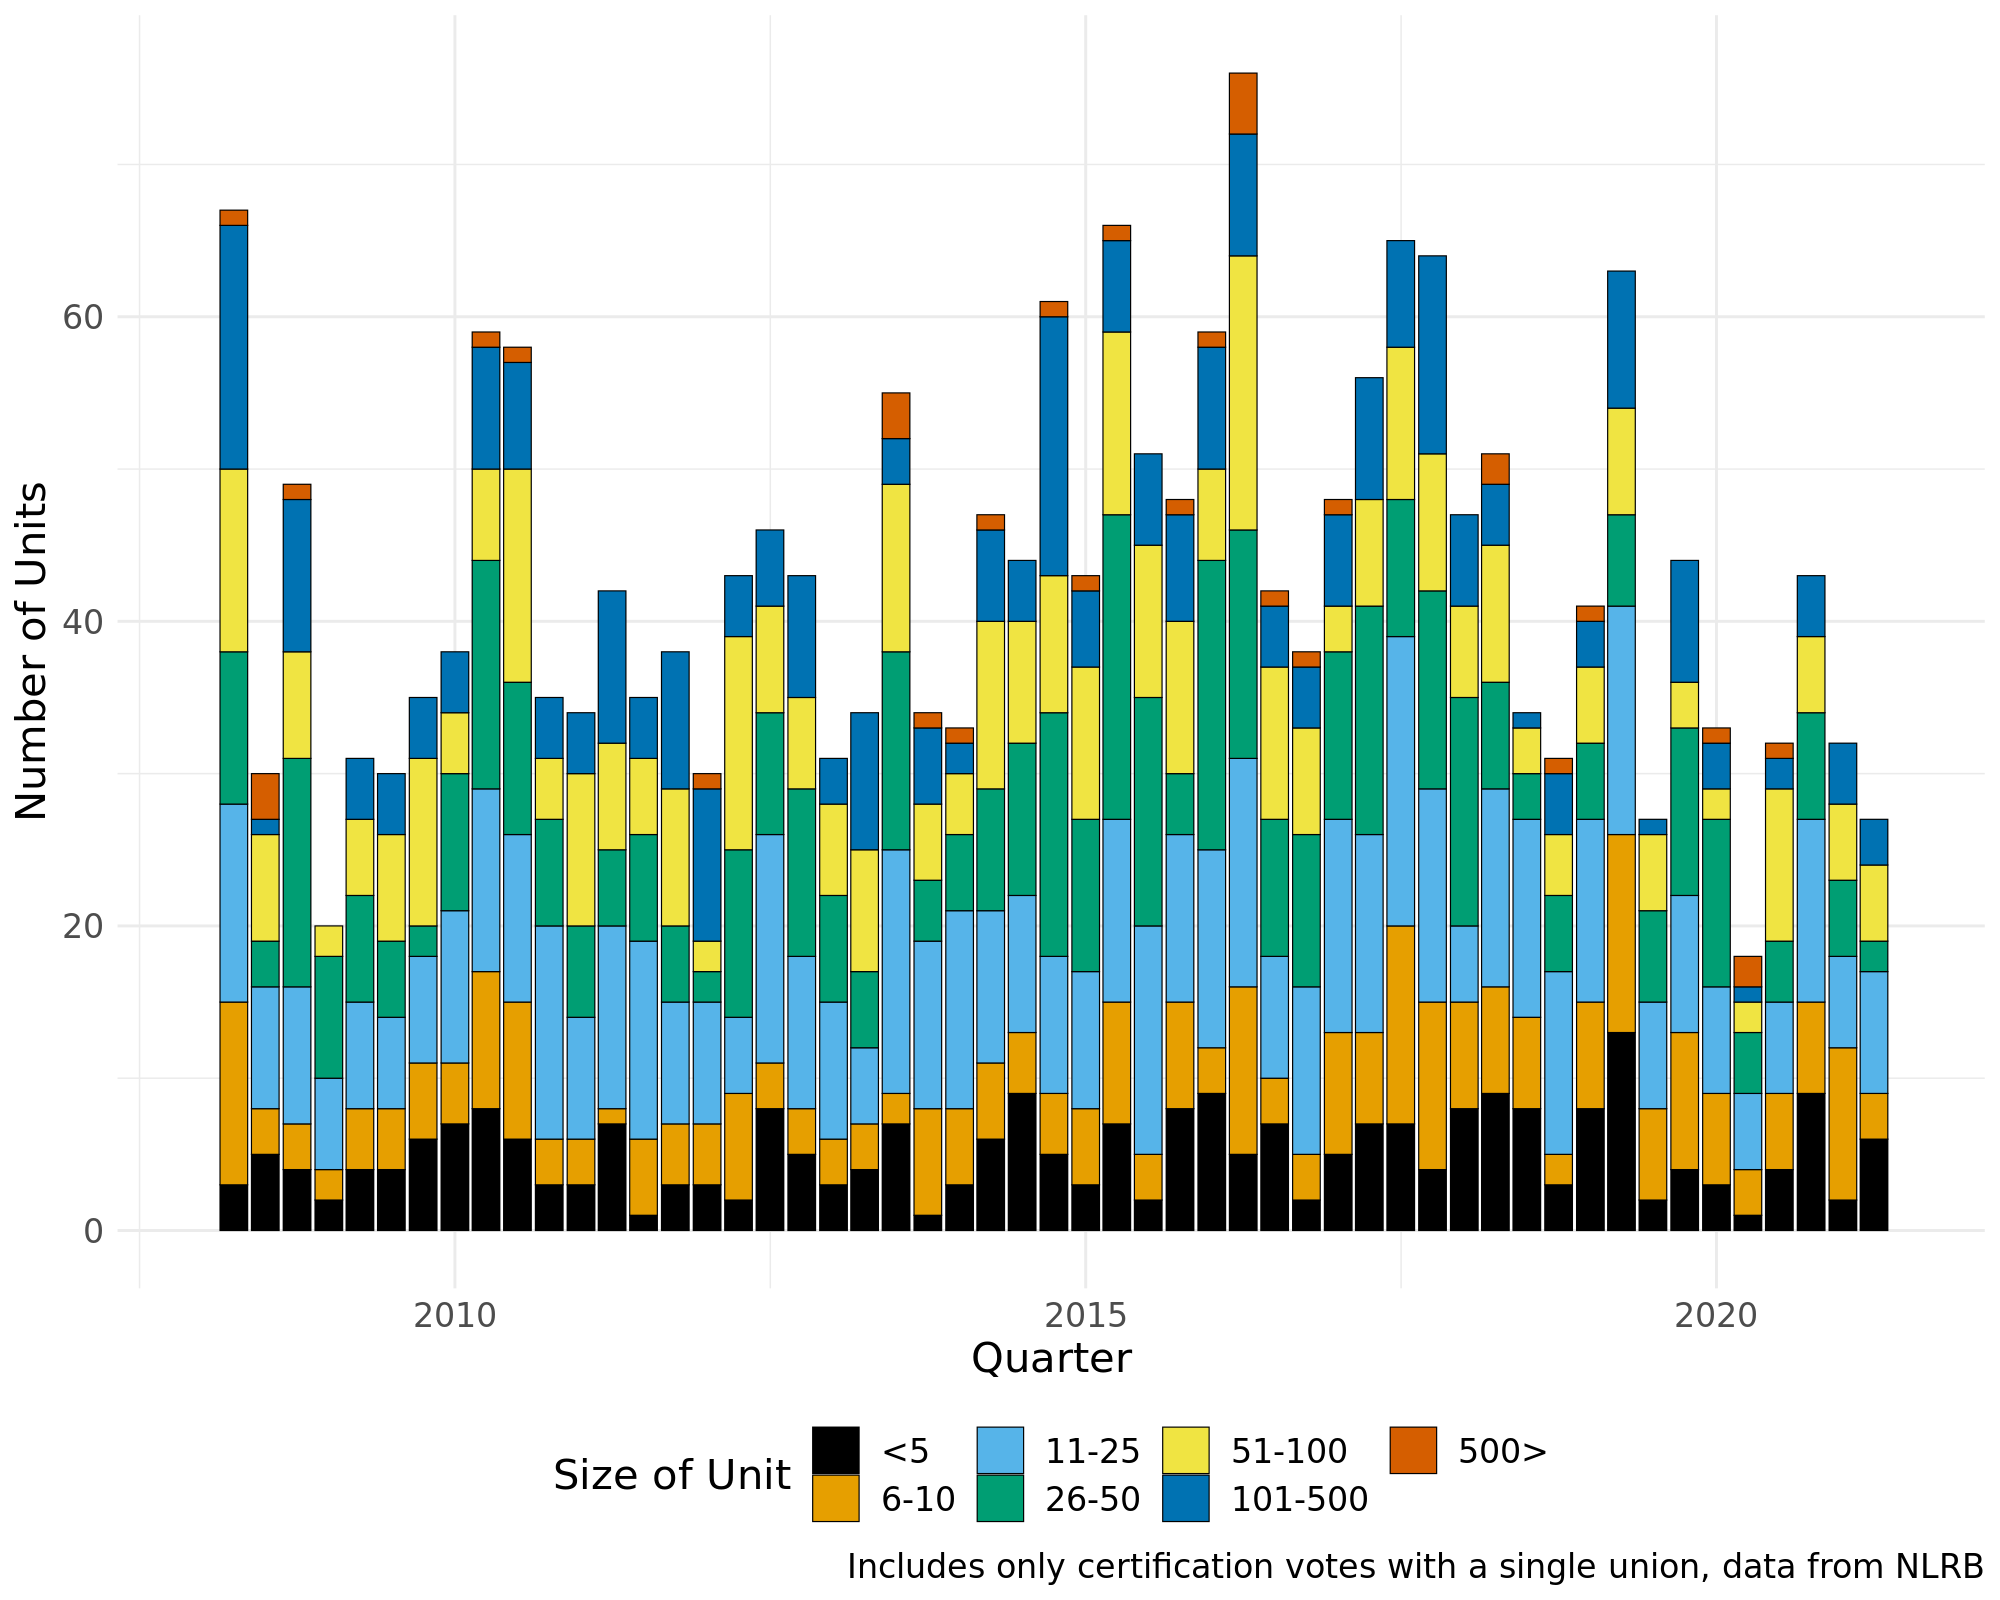 Number of Units
60
40
20
0
2010 2015 2020
Quarter
Size of Unit
<5 11-25 51-100 500>
6-10 26-50 101-500
Includes only certification votes with a single union, data from NLRB